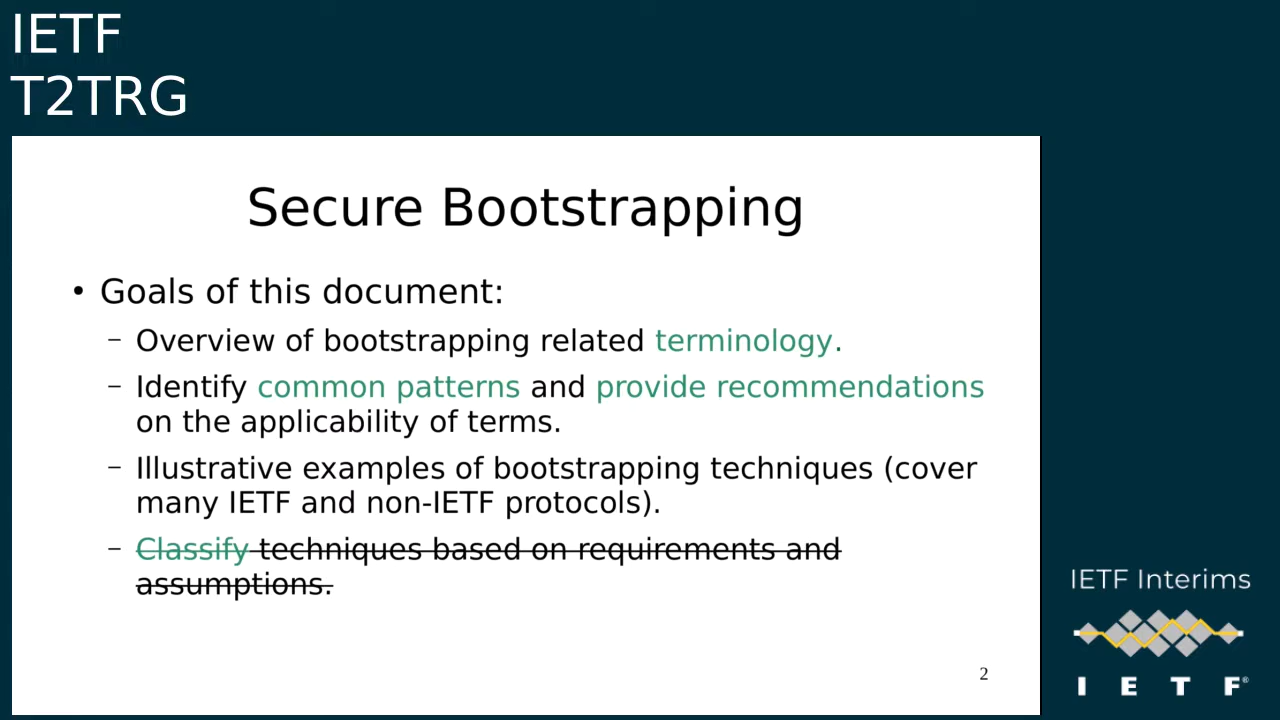 IETF
T2TRG
Secure Bootstrapping
• Goals of this document:
– Overview of bootstrapping related terminology.
– Identify common patterns and provide recommendations
on the applicability of terms.
– Illustrative examples of bootstrapping techniques (cover
many IETF and non-IETF protocols).
– Classify techniques based on requirements and
assumptions.
2
IETF Interims
I E T F®